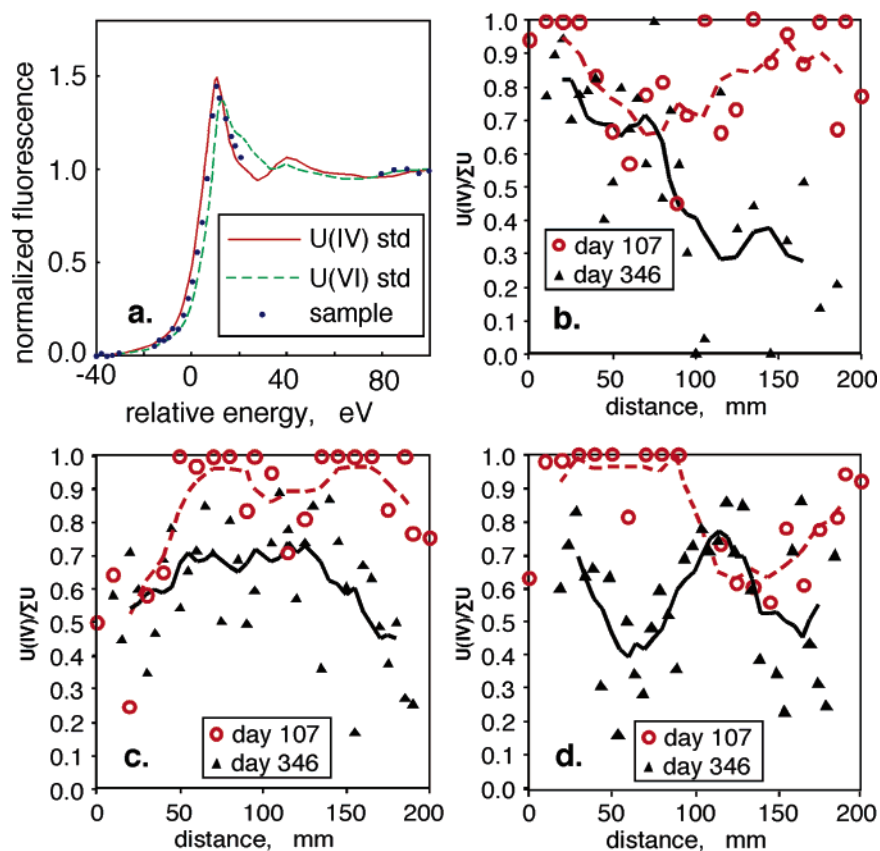 1.5
1.0
0.5
0.0
normalized fluorescence
a.
U(IV) std
U(VI) std
sample
-40
0
40
80
relative energy, eV
1.0
0.9
0.8
0.7
0.6
0.5
0.4
0.3
0.2
0.1
0.0
U(IV)/ΣU
day 107
day 346
b.
0
50
100
150
200
distance, mm
1.0
0.9
0.8
0.7
0.6
0.5
0.4
0.3
0.2
0.1
0.0
U(IV)/ΣU
c.
day 107
day 346
0
50
100
150
200
distance, mm
1.0
0.9
0.8
0.7
0.6
0.5
0.4
0.3
0.2
0.1
0.0
U(IV)/ΣU
d.
day 107
day 346
0
50
100
150
200
distance, mm